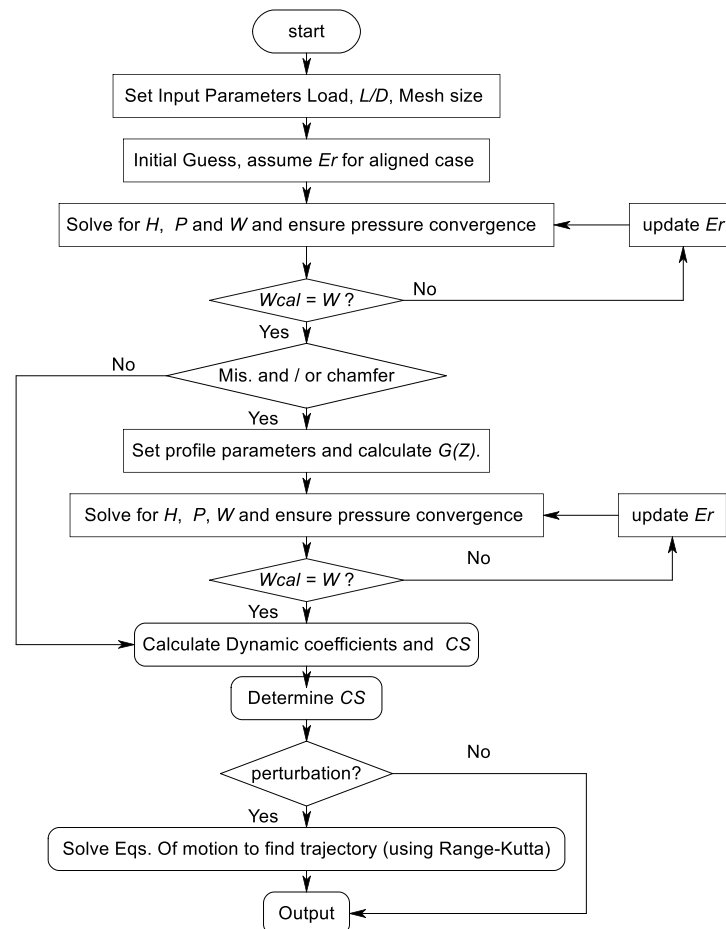 start
Set Input Parameters Load, L/D, Mesh size
Initial Guess, assume Er for aligned case
Solve for H, P and W and ensure pressure convergence
update Er
Wcal = W ?
No
Yes
No
Mis. and / or chamfer
Yes
Set profile parameters and calculate G(Z).
Solve for H, P, W and ensure pressure convergence
update Er
No
Wcal = W ?
Yes
Calculate Dynamic coefficients and CS
Determine CS
No
perturbation?
Yes
Solve Eqs. Of motion to find trajectory (using Range-Kutta)
Output